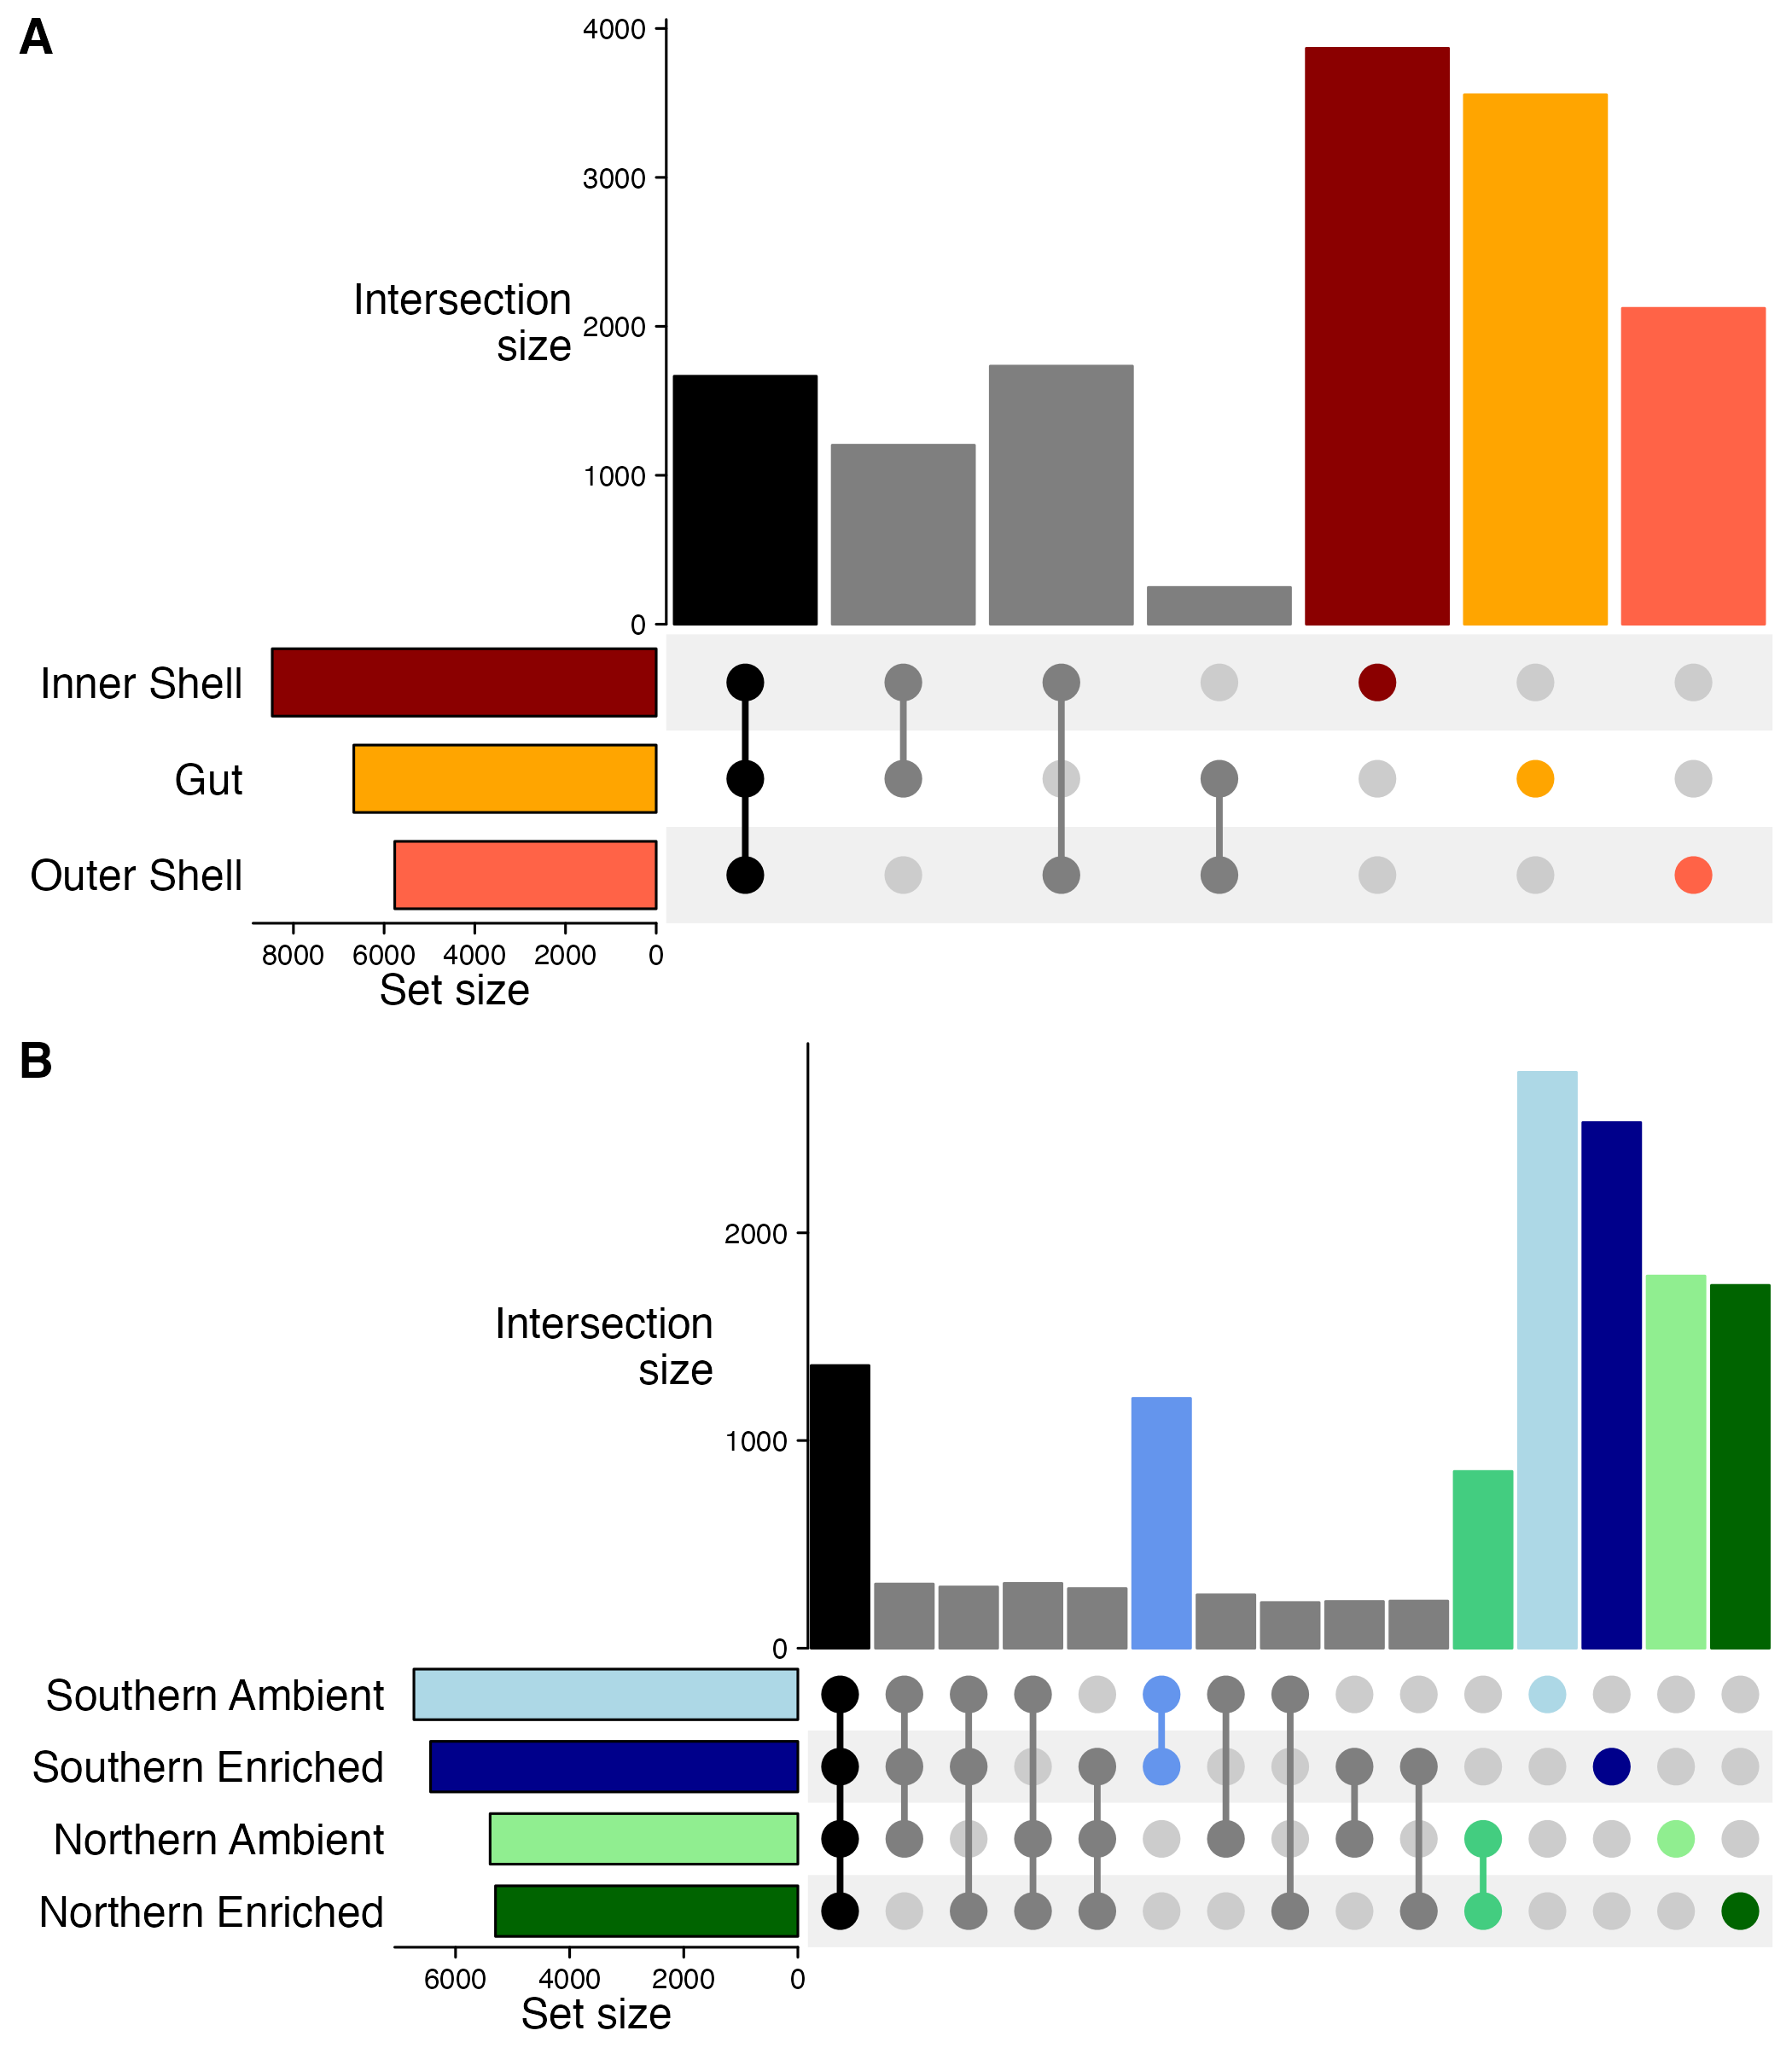 A
4000
3000
Intersection
size
2000
1000
0
Inner Shell
Gut
Outer Shell
8000 6000 4000 2000 0
Set size
B
2000
Intersection
size
1000
0
Southern Ambient
Southern Enriched
Northern Ambient
Northern Enriched
6000 4000 2000 0
Set size